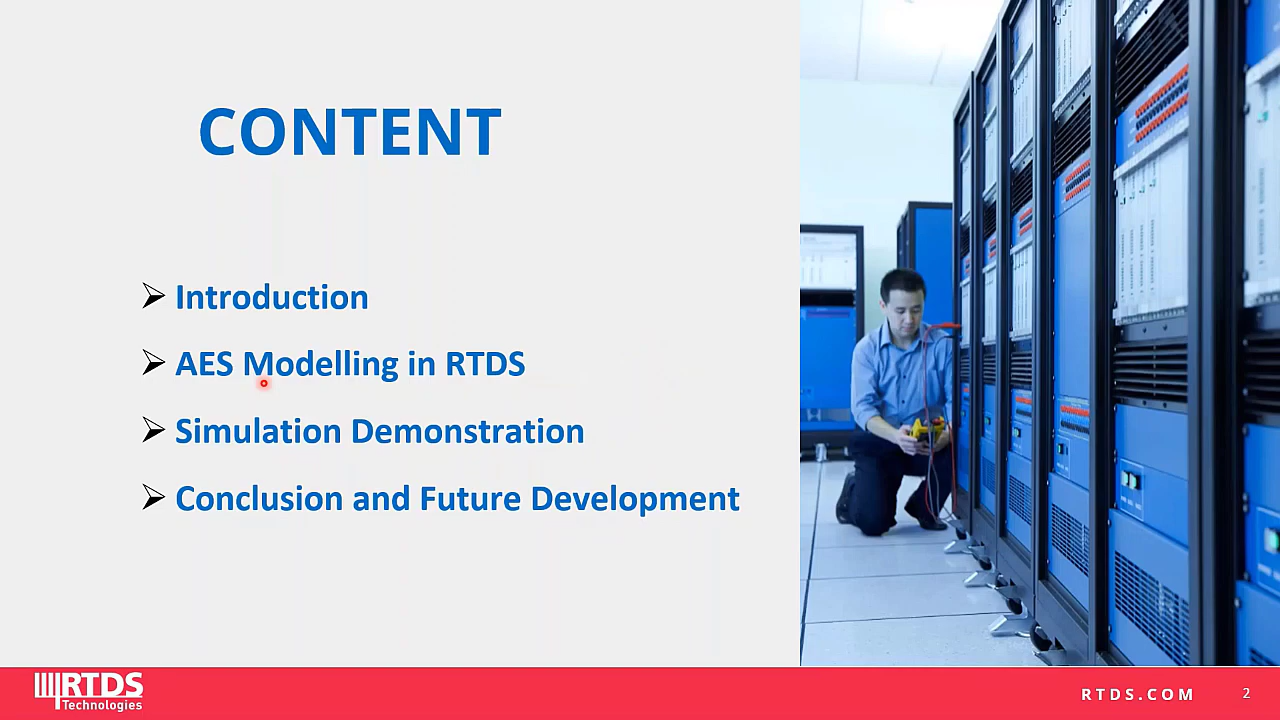 CONTENT
Introduction
AES Modelling in RTDS
Simulation Demonstration
Conclusion and Future Development
RTDS
Technologies
RTDS.COM
2